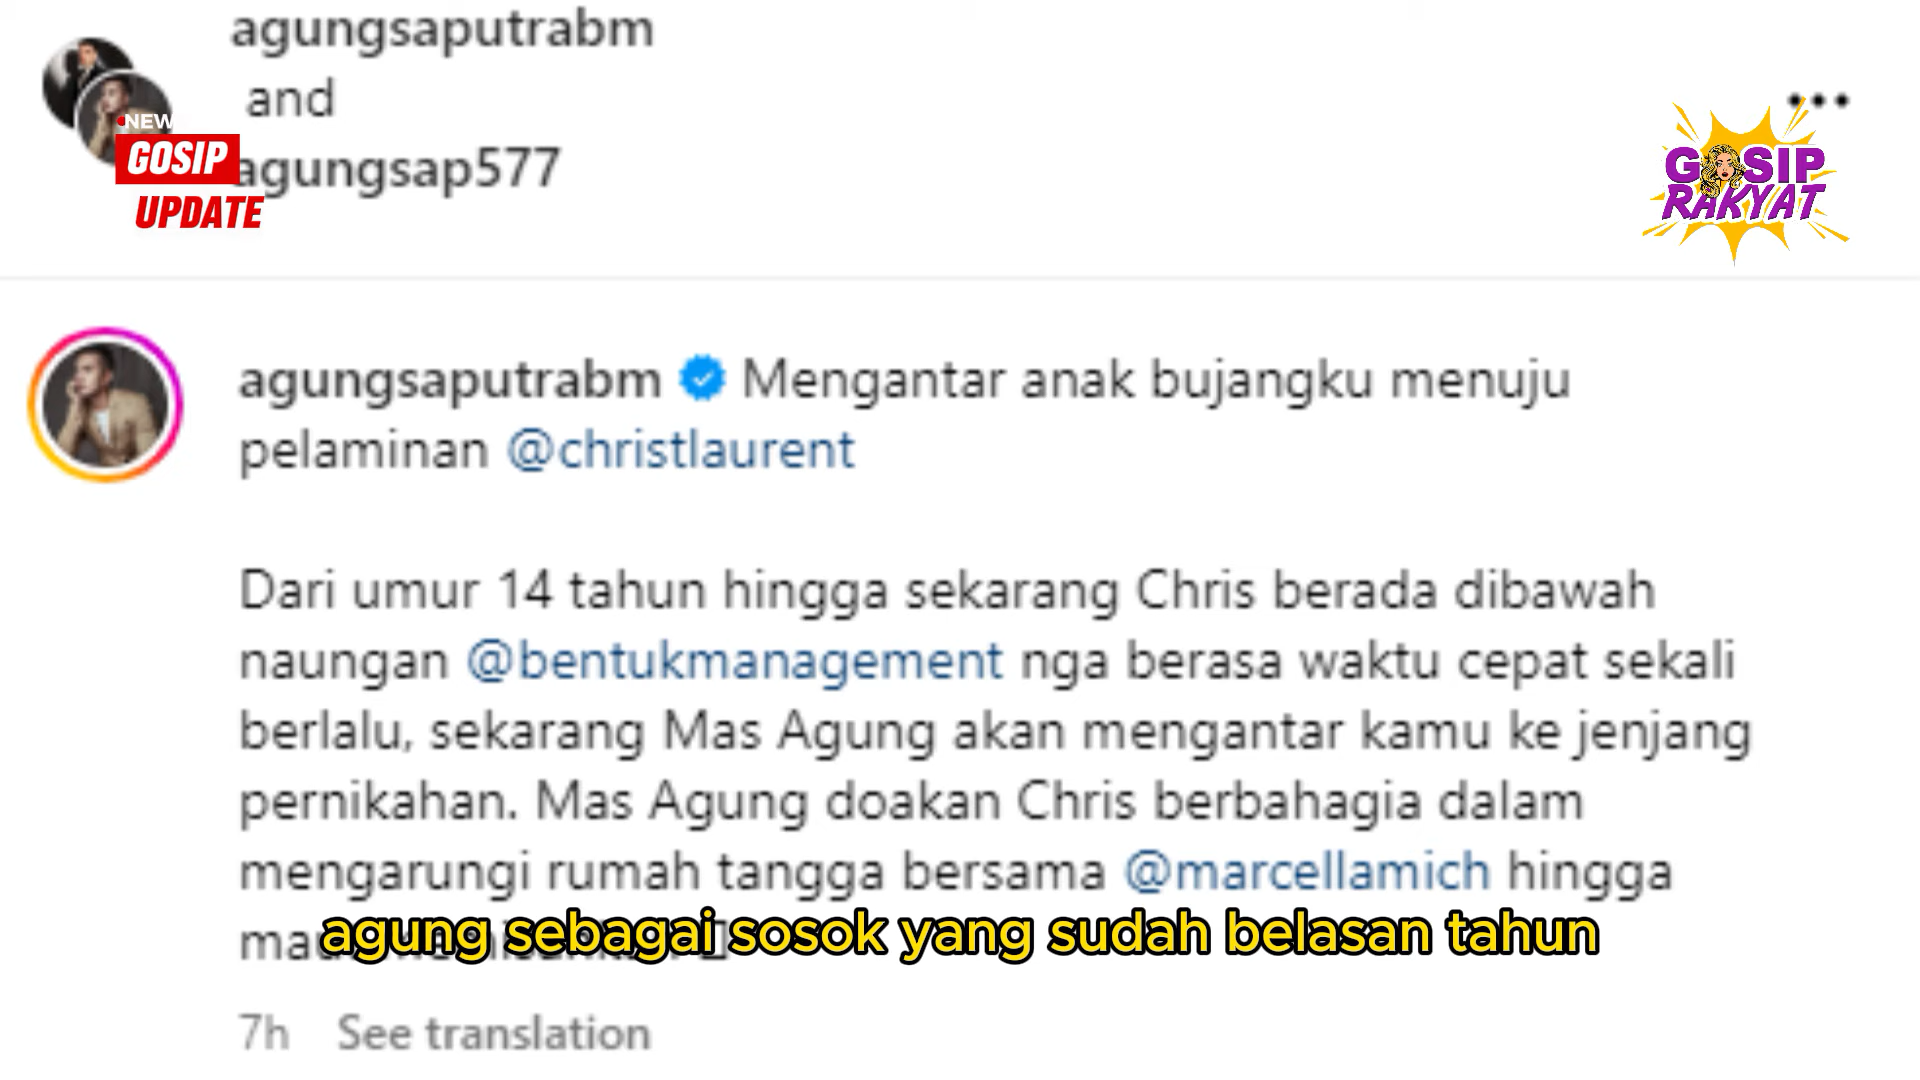 agungsaputrabm
and
agungsap577
NEW
GOSIP
UPDATE
GOSIP
RAKYAT
agungsaputrabm Mengantar anak bujangku menuju
pelaminan @christlaurent
Dari umur 14 tahun hingga sekarang Chris berada dibawah
naungan @bentukmanagement nga berasa waktu cepat sekali
berlalu, sekarang Mas Agung akan mengantar kamu ke jenjang
pernikahan. Mas Agung doakan Chris berbahagia dalam
mengarungi rumah tangga bersama @marcellamich hingga
agung sebagai sosok yang sudah belasan tahun
7h See translation